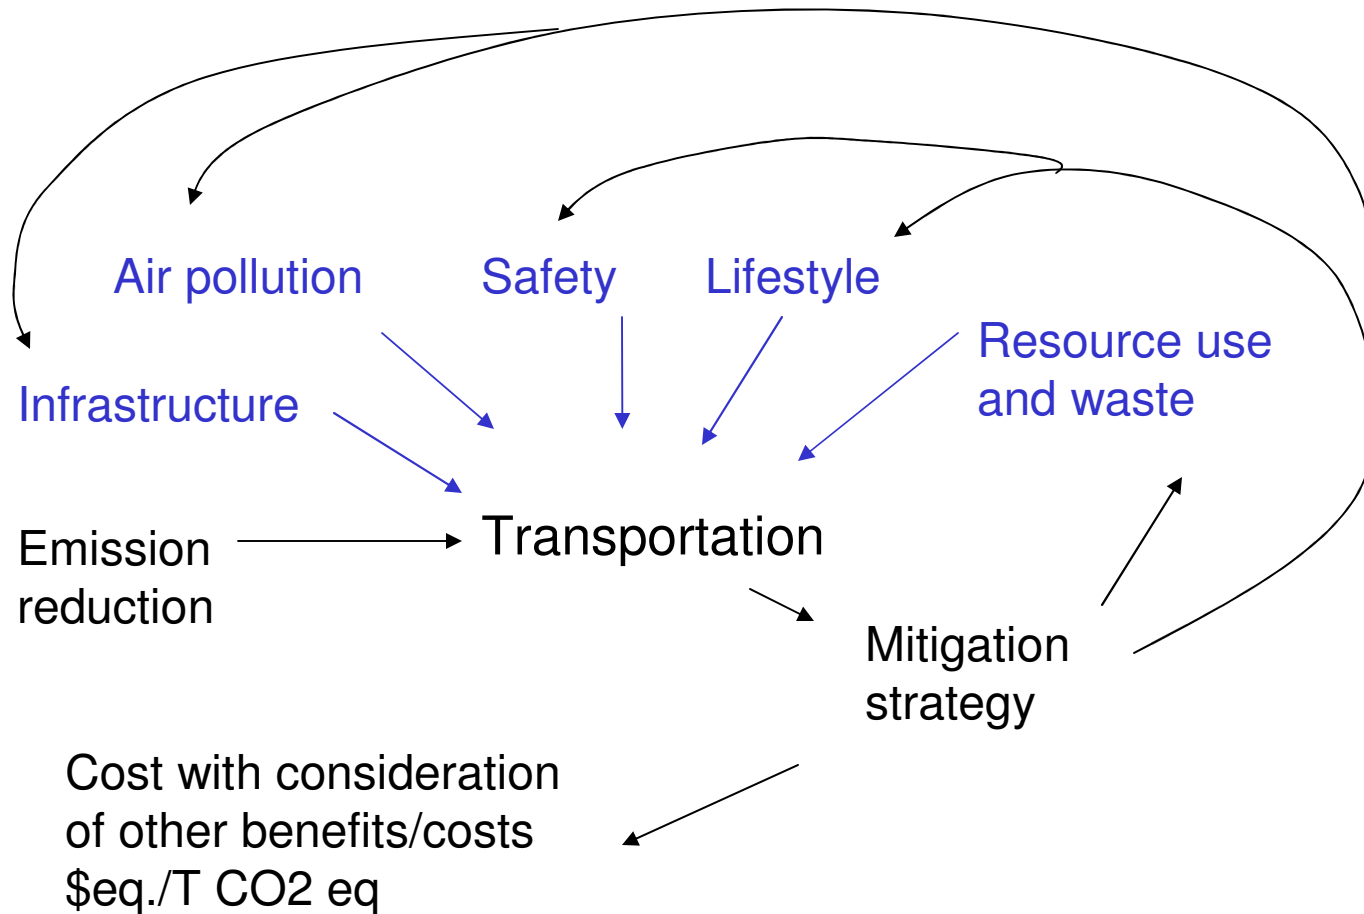 Air pollution
Safety
Lifestyle
Resource use
and waste
Infrastructure
Transportation
Emission
reduction
Mitigation
strategy
Cost with consideration
of other benefits/costs
$eq./T CO2 eq